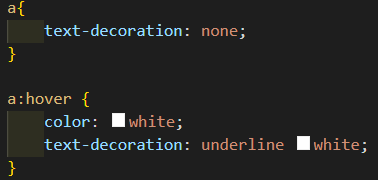 a{
    text-decoration: none;
}

a:hover {
    color: white;
    text-decoration: underline white;
}